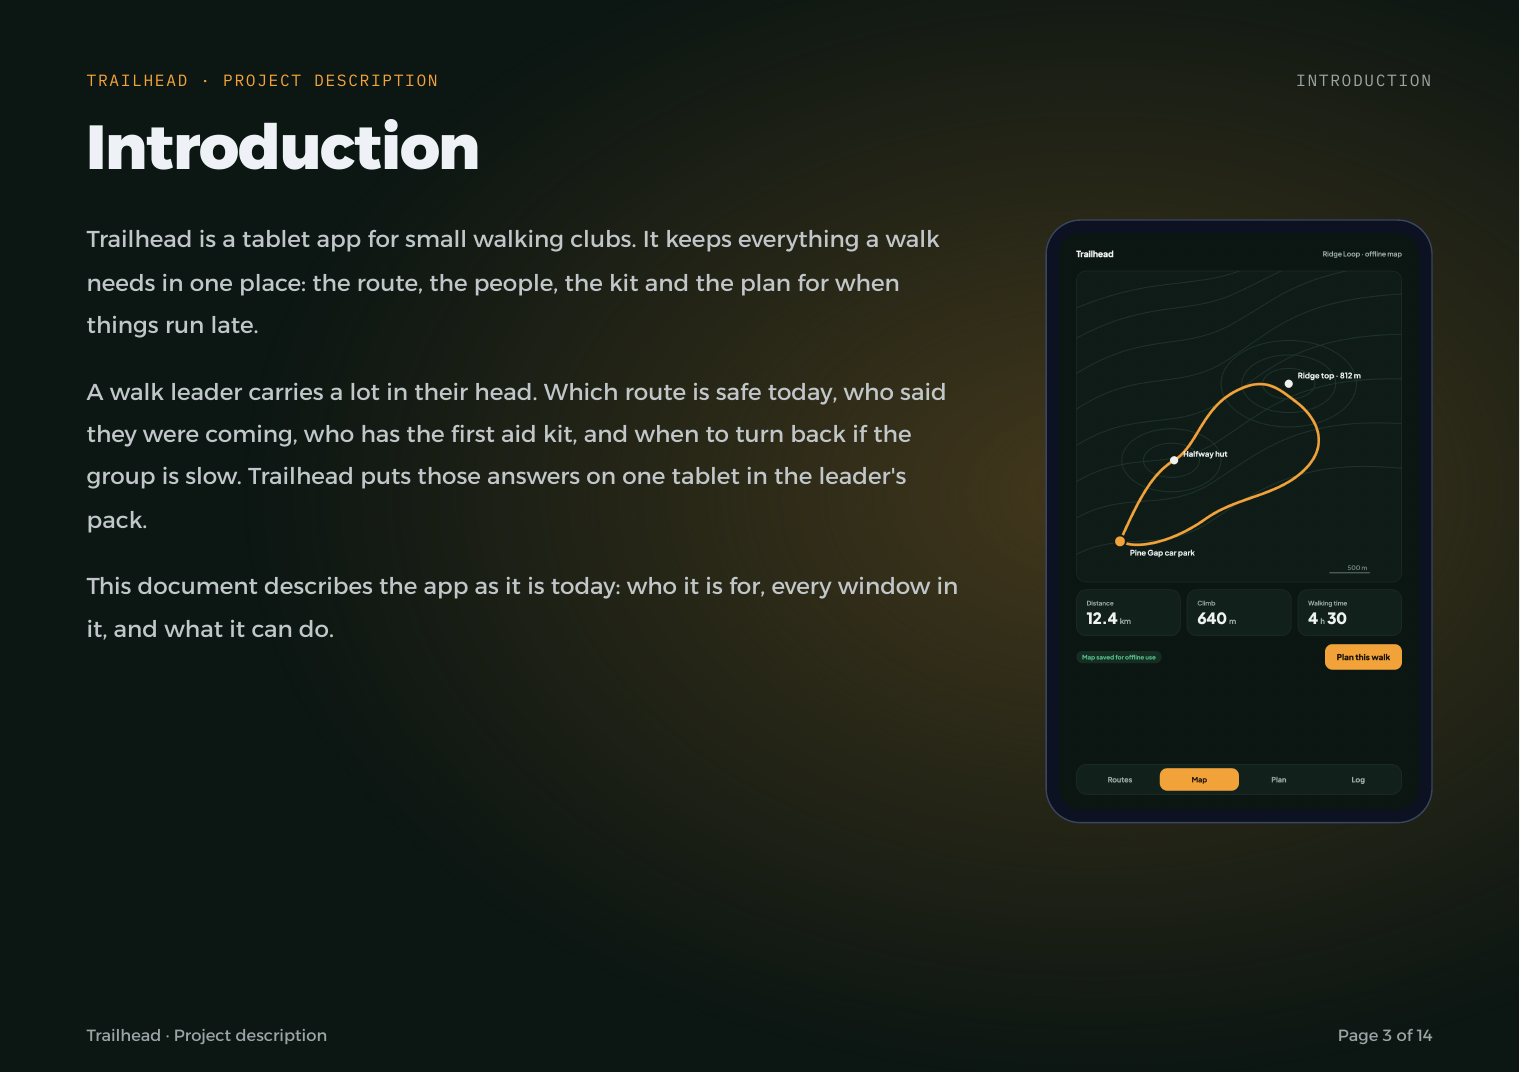 TRAILHEAD · PROJECT DESCRIPTION
INTRODUCTION
Introduction
Trailhead is a tablet app for small walking clubs. It keeps everything a walk
needs in one place: the route, the people, the kit and the plan for when
things run late.
A walk leader carries a lot in their head. Which route is safe today, who said
they were coming, who has the first aid kit, and when to turn back if the
group is slow. Trailhead puts those answers on one tablet in the leader's
pack.
This document describes the app as it is today: who it is for, every window in
it, and what it can do.
Trailhead
Ridge Loop · offline map
Ridge top · 812 m
Halfway hut
Pine Gap car park
500 m
Distance
12.4 km
Climb
640 m
Walking time
4 h 30
Map saved for offline use
Plan this walk
Routes
Map
Plan
Log
Trailhead · Project description
Page 3 of 14